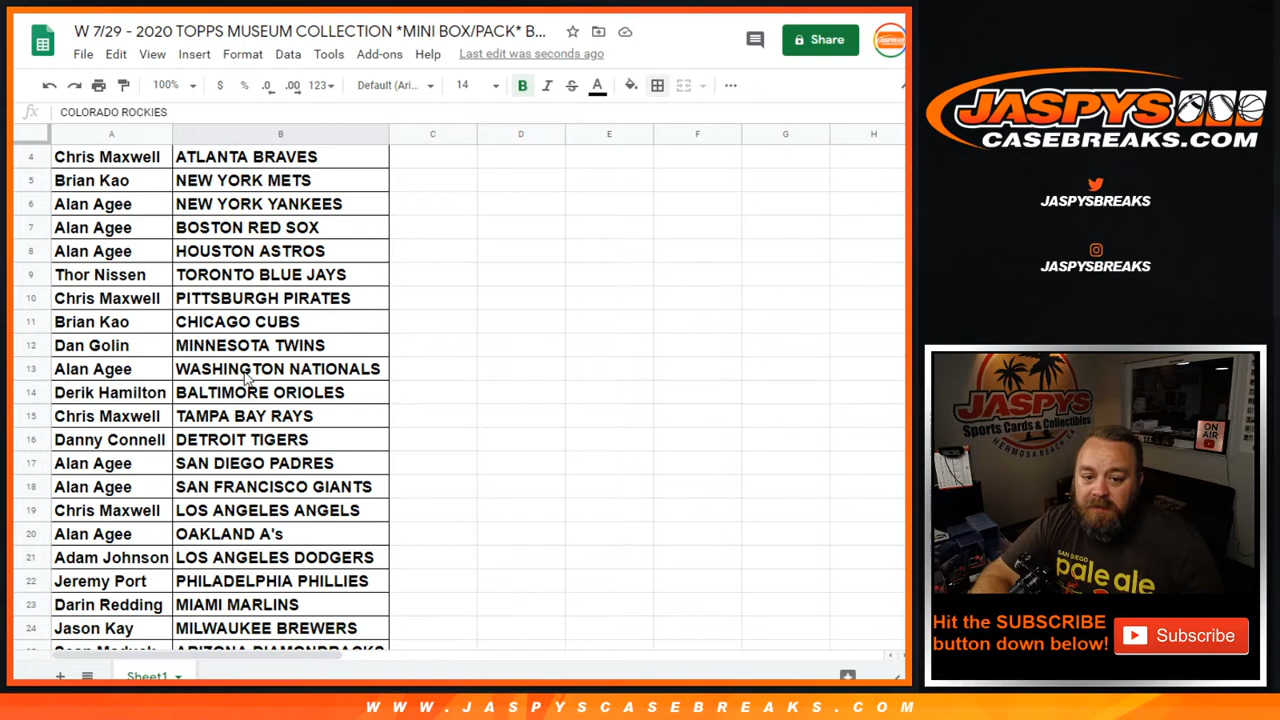 W 7/29 - 2020 TOPPS MUSEUM COLLECTION *MINI BOX/PACK* B...
File Edit View Insert Format Data Tools Add-ons Help Last edit was seconds ago
Share
100% $ % .0 .00 123 Default (Ari... 14 B I S A
fx COLORADO ROCKIES
A B C D E F G H
4 Chris Maxwell ATLANTA BRAVES
5 Brian Kao NEW YORK METS
6 Alan Agee NEW YORK YANKEES
7 Alan Agee BOSTON RED SOX
8 Alan Agee HOUSTON ASTROS
9 Thor Nissen TORONTO BLUE JAYS
10 Chris Maxwell PITTSBURGH PIRATES
11 Brian Kao CHICAGO CUBS
12 Dan Golin MINNESOTA TWINS
13 Alan Agee WASHINGTON NATIONALS
14 Derik Hamilton BALTIMORE ORIOLES
15 Chris Maxwell TAMPA BAY RAYS
16 Danny Connell DETROIT TIGERS
17 Alan Agee SAN DIEGO PADRES
18 Alan Agee SAN FRANCISCO GIANTS
19 Chris Maxwell LOS ANGELES ANGELS
20 Alan Agee OAKLAND A's
21 Adam Johnson LOS ANGELES DODGERS
22 Jeremy Port PHILADELPHIA PHILLIES
23 Darin Redding MIAMI MARLINS
24 Jason Kay MILWAUKEE BREWERS
ARIZONA DIAMONDBACKS
Sheet1
JASPYS
CASEBREAKS.COM
JASPYSBREAKS
JASPYSBREAKS
JASPYS
Sports Cards & Collectibles
HERMOSA BEACH, CA
ON
AIR
SAN DIEGO
pale ale
Hit the SUBSCRIBE
button down below!
Subscribe
WWW.JASPYSCASEBREAKS.COM